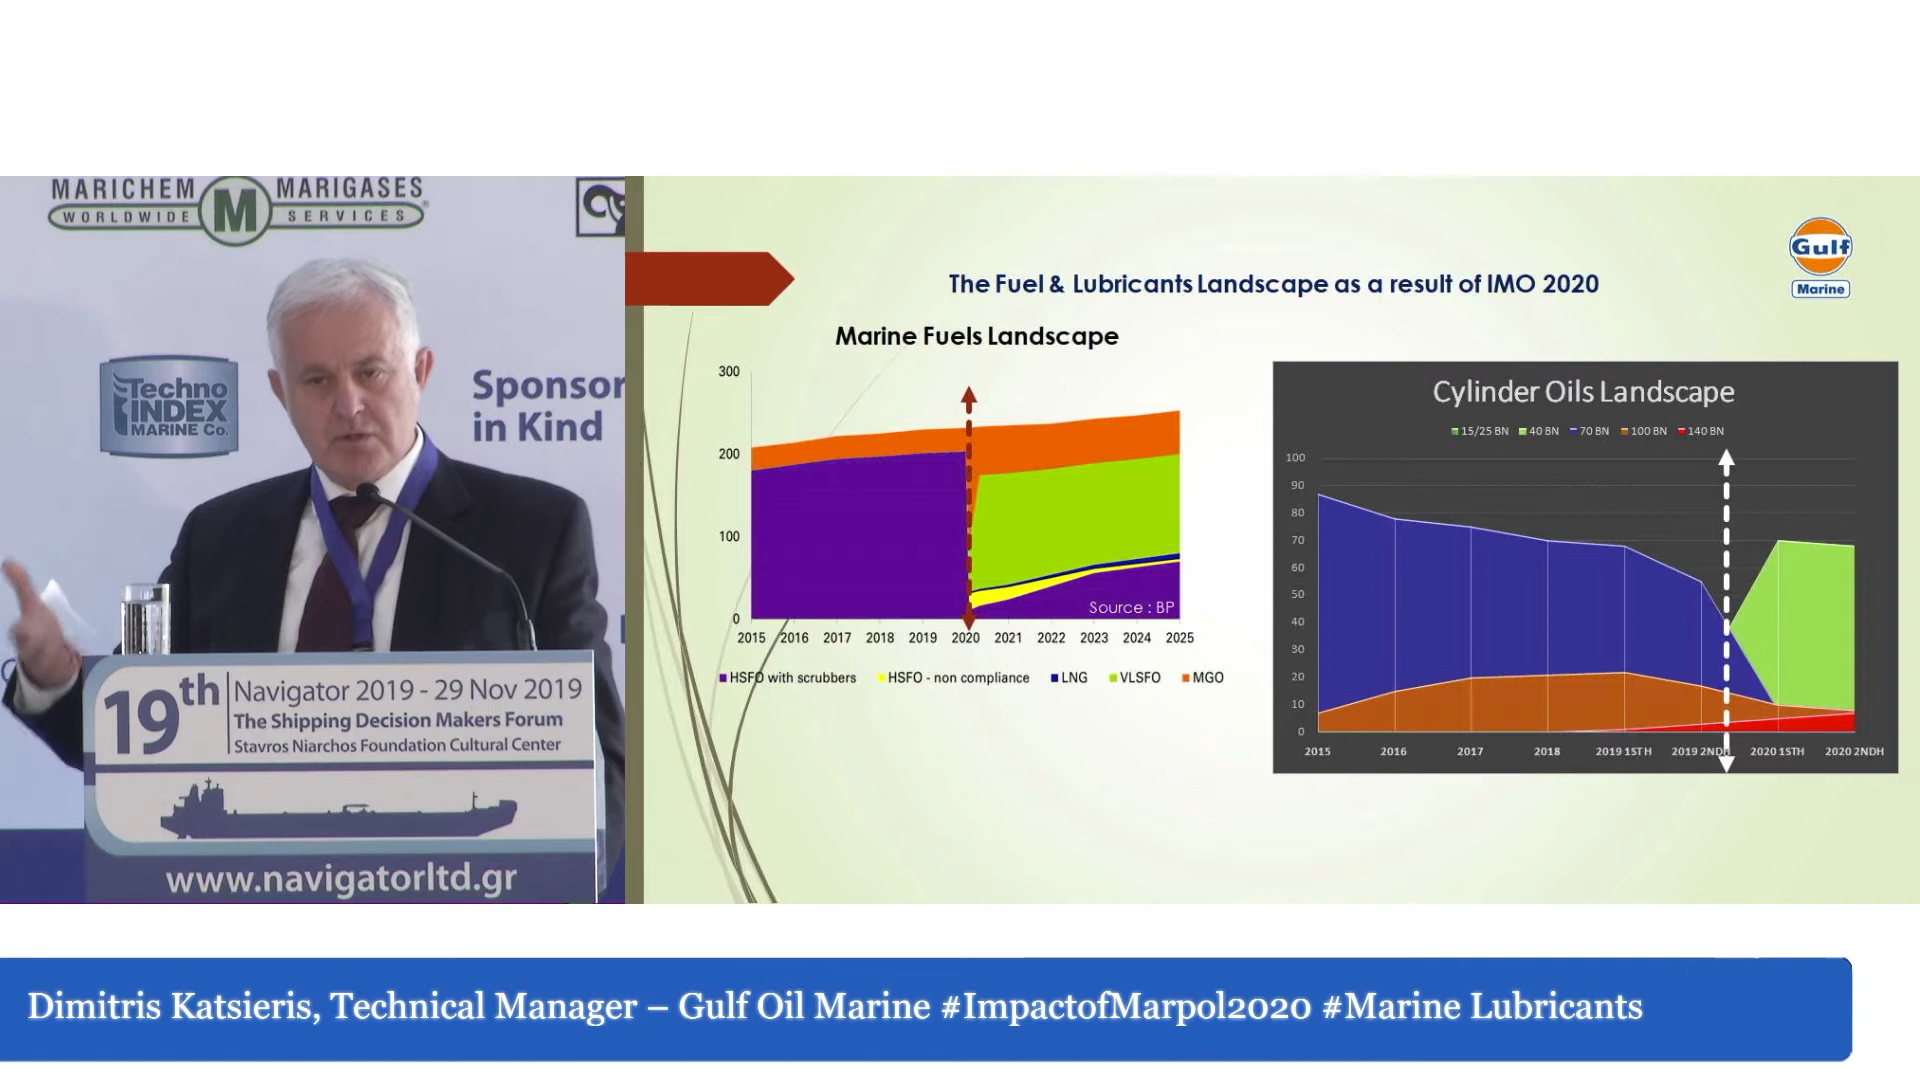 MARICHEM M MARIGASES
WORLDWIDE SERVICES
Techno
INDEX
MARINE Co.
Sponsor
in Kind
19th
Navigator 2019 - 29 Nov 2019
The Shipping Decision Makers Forum
Stavros Niarchos Foundation Cultural Center
www.navigatorltd.gr
Gulf
Marine
The Fuel & Lubricants Landscape as a result of IMO 2020
Marine Fuels Landscape
300
200
100
0
Source : BP
2015 2016 2017 2018 2019 2020 2021 2022 2023 2024 2025
HSFO with scrubbers HSFO - non compliance LNG VLSFO MGO
Cylinder Oils Landscape
15/25 BN 40 BN 70 BN 100 BN 140 BN
100
90
80
70
60
50
40
30
20
10
0
2015 2016 2017 2018 2019 1ST H 2019 2NDH 2020 1STH 2020 2NDH
Dimitris Katsieris, Technical Manager – Gulf Oil Marine #ImpactofMarpol2020 #Marine Lubricants